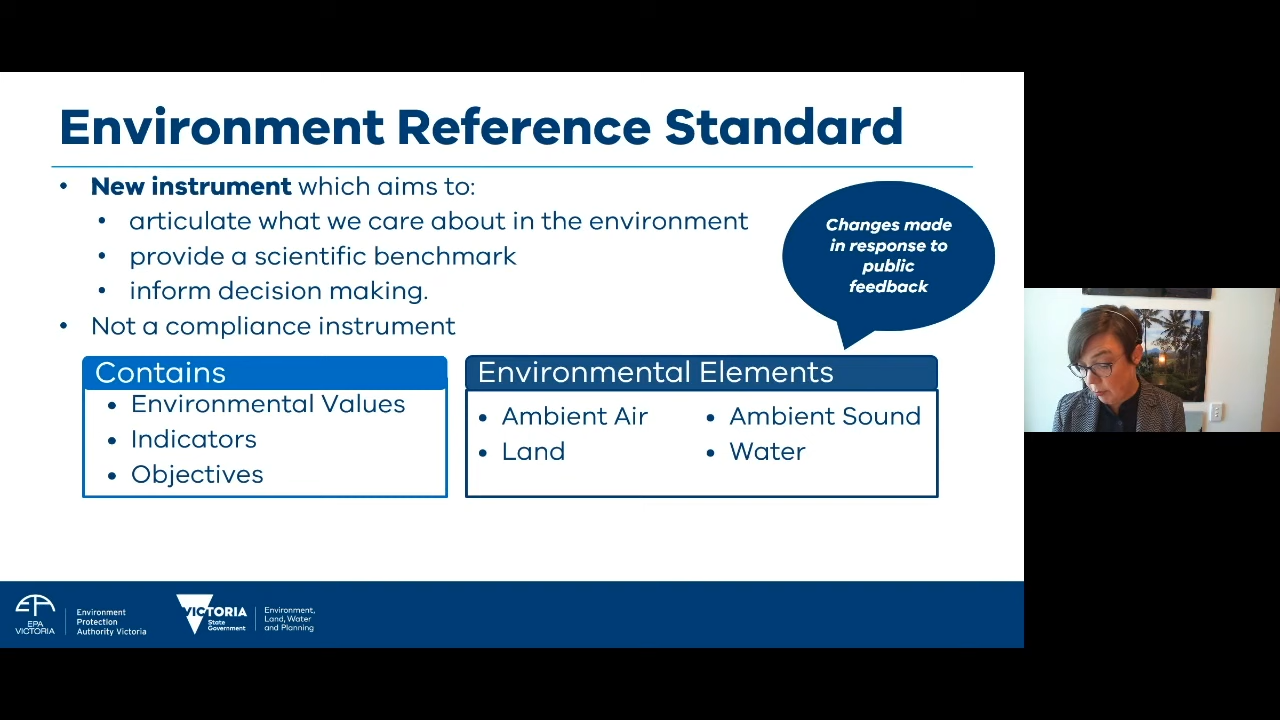 Environment Reference Standard
• New instrument which aims to:
• articulate what we care about in the environment
• provide a scientific benchmark
• inform decision making.
• Not a compliance instrument
Changes made
in response to
public
feedback
Contains
• Environmental Values
• Indicators
• Objectives
Environmental Elements
• Ambient Air
• Land
• Ambient Sound
• Water
EPA
VICTORIA
Environment
Protection
Authority Victoria
VICTORIA
State
Government
Environment,
Land, Water
and Planning